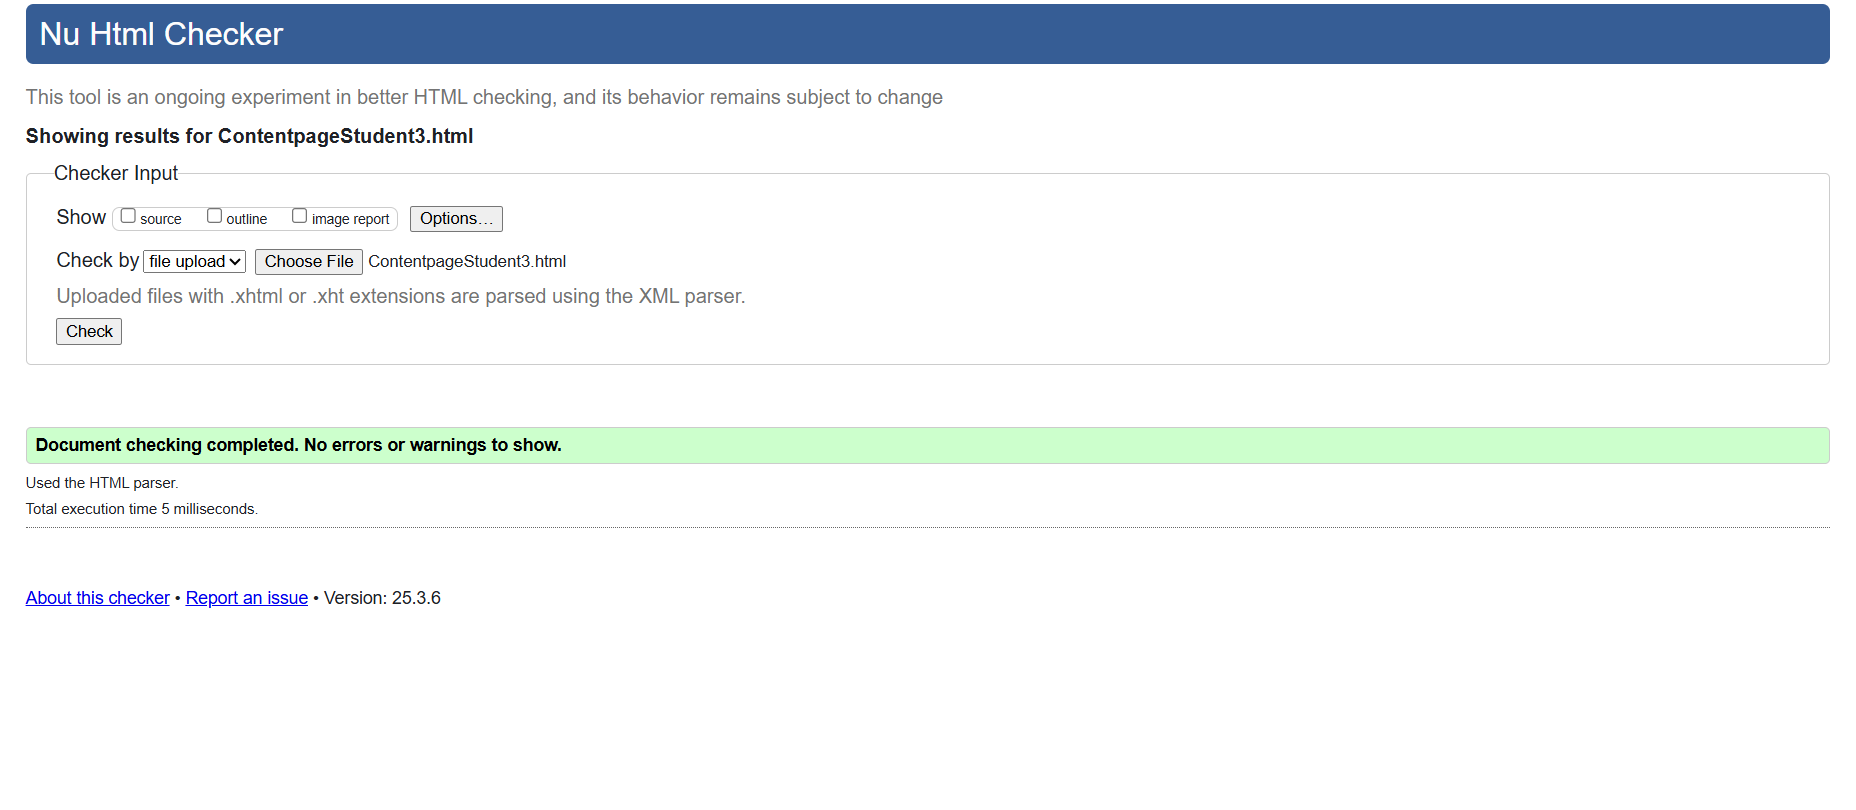 Nu Html Checker
This tool is an ongoing experiment in better HTML checking, and its behavior remains subject to change
Showing results for ContentpageStudent3.html
Checker Input
Show source outline image report Options…
Check by file upload Choose File ContentpageStudent3.html
Uploaded files with .xhtml or .xht extensions are parsed using the XML parser.
Check
Document checking completed. No errors or warnings to show.
Used the HTML parser.
Total execution time 5 milliseconds.
About this checker • Report an issue • Version: 25.3.6